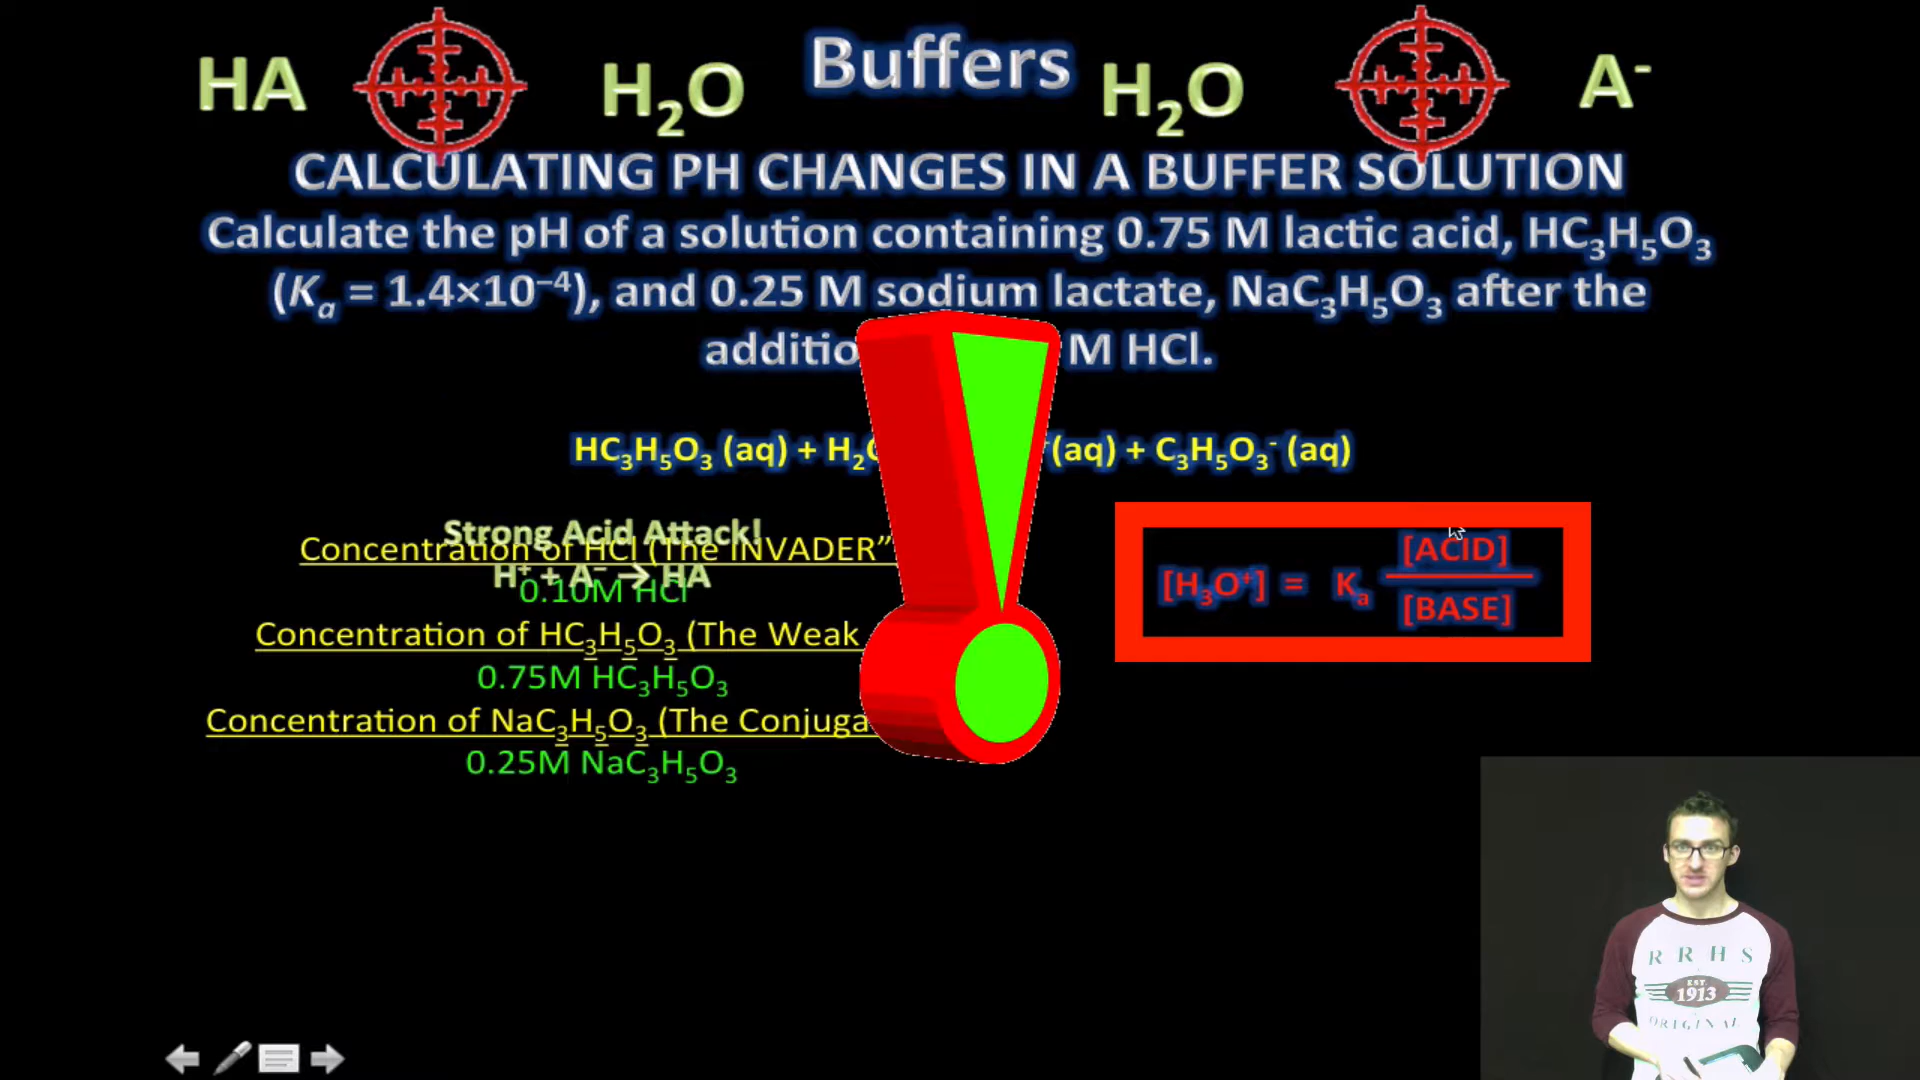 Buffers
HA H₂O H₂O A⁻
CALCULATING PH CHANGES IN A BUFFER SOLUTION
Calculate the pH of a solution containing 0.75 M lactic acid, HC₃H₅O₃
(Kₐ = 1.4×10⁻⁴), and 0.25 M sodium lactate, NaC₃H₅O₃ after the
M HCl.
HC₃H₅O₃ (aq) + (aq) + C₃H₅O₃⁻ (aq)
Strong Acid Attack!
Concentration of HCl (The INVADER”
H⁺ + A⁻ → HA
0.10M HCl
Concentration of HC₃H₅O₃ (The Weak
0.75M HC₃H₅O₃
Concentration of NaC₃H₅O₃ (The
0.25M NaC₃H₅O₃
[H₃O⁺] = Kₐ [ACID]
[BASE]
RRHS
EST.
1913
ORIGINAL